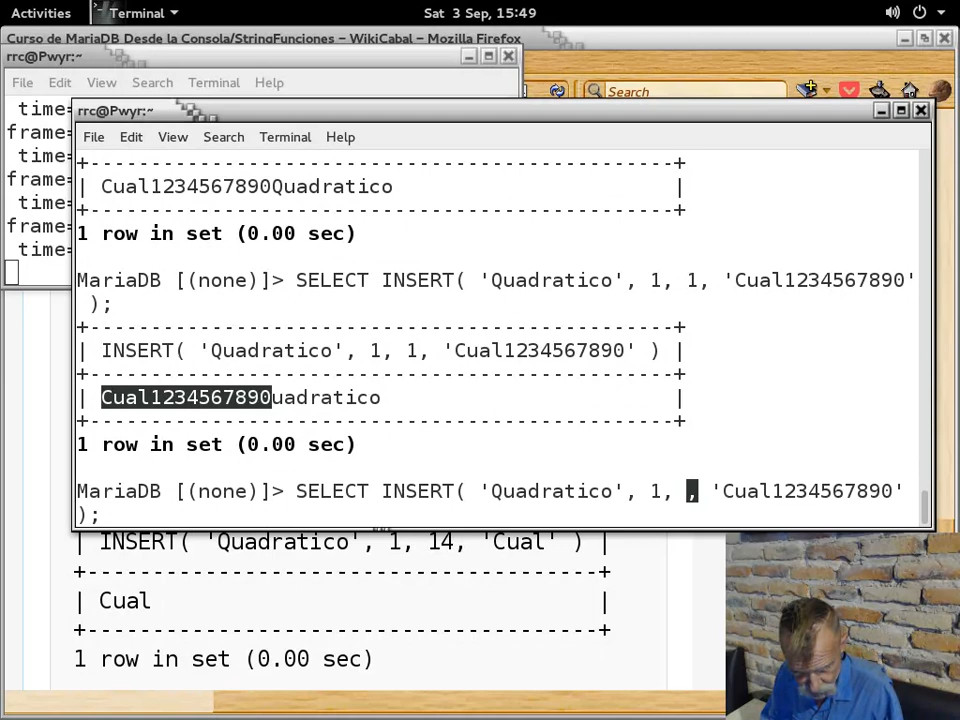 Activities Terminal Sat 3 Sep, 15:49
Curso de MariaDB Desde la Consola/StringFunciones – WikiCabal – Mozilla Firefox
rrc@Pwyr:~
File Edit View Search Terminal Help
Search
time=
frame=
time=
frame=
time=
frame=
time=
rrc@Pwyr:~
File Edit View Search Terminal Help
+------------------------------------------------+
| Cual1234567890Quadratico |
+------------------------------------------------+
1 row in set (0.00 sec)
MariaDB [(none)]> SELECT INSERT( 'Quadratico', 1, 1, 'Cual1234567890'
);
+------------------------------------------------+
| INSERT( 'Quadratico', 1, 1, 'Cual1234567890' ) |
+------------------------------------------------+
| Cual1234567890uadratico |
+------------------------------------------------+
1 row in set (0.00 sec)
MariaDB [(none)]> SELECT INSERT( 'Quadratico', 1, , 'Cual1234567890'
);
| INSERT( 'Quadratico', 1, 14, 'Cual' ) |
+---------------------------------------+
| Cual |
+---------------------------------------+
1 row in set (0.00 sec)